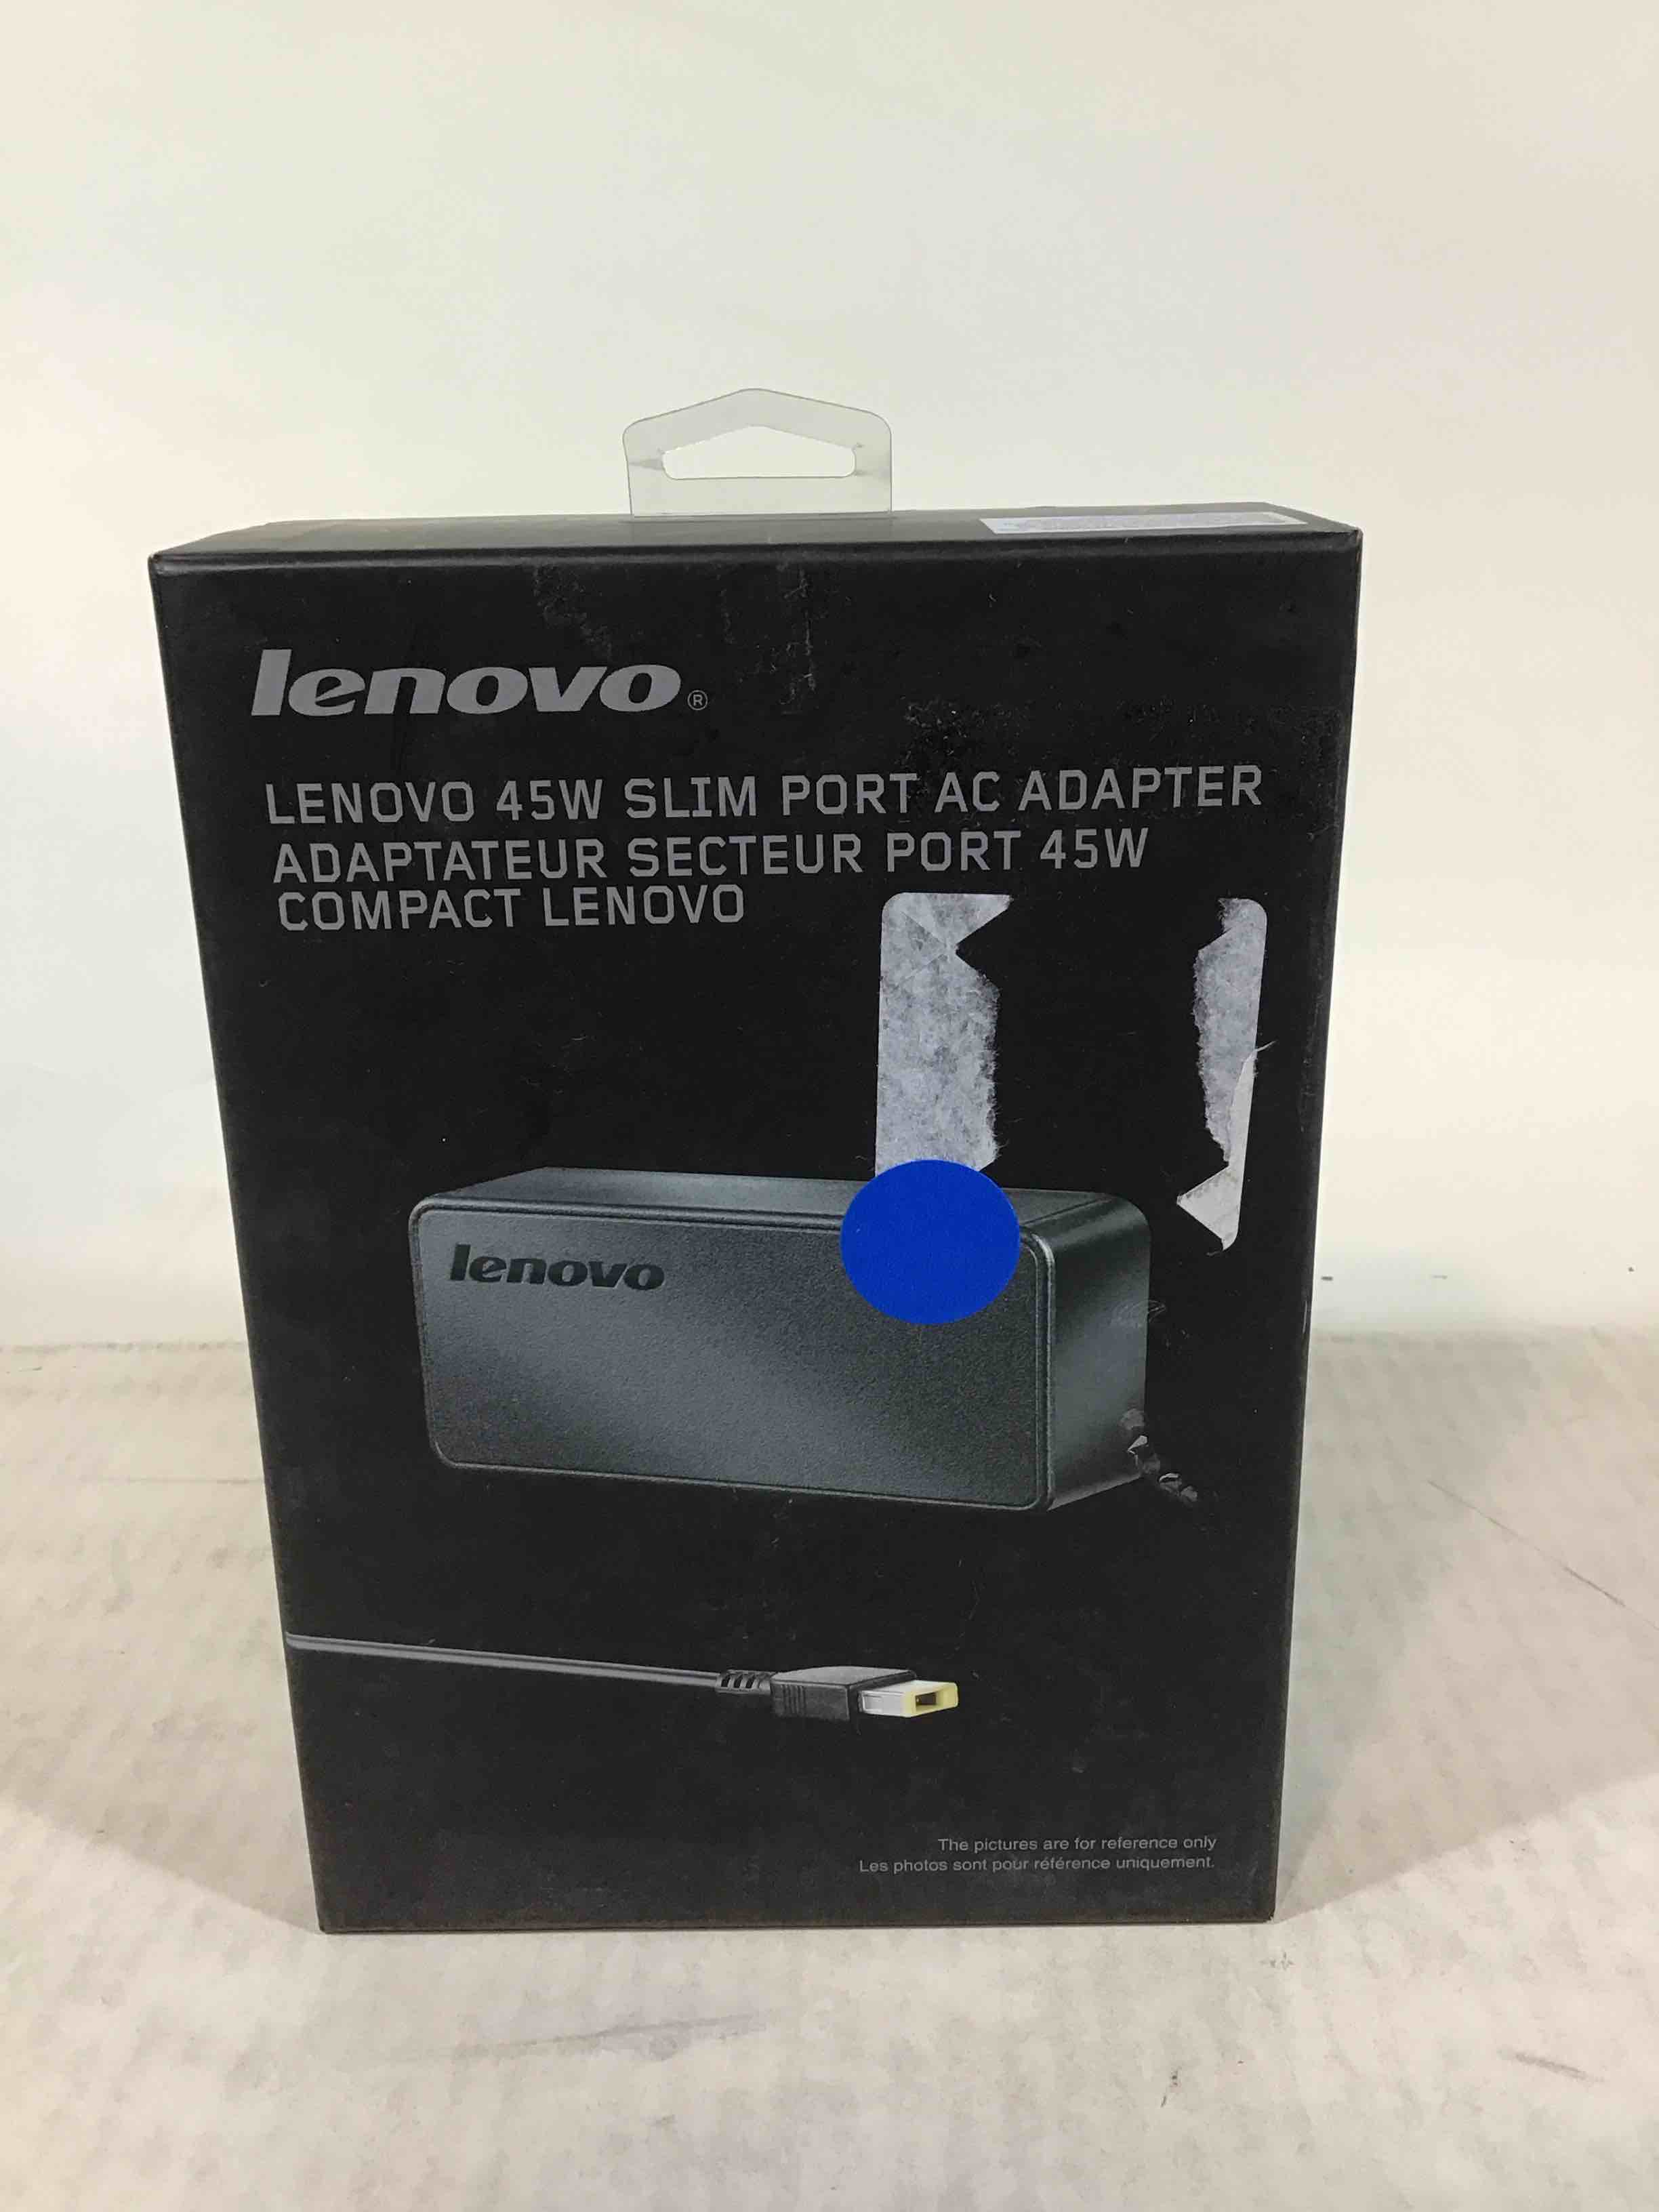 lenovo®
LENOVO 45W SLIM PORT AC ADAPTER
ADAPTATEUR SECTEUR PORT 45W
COMPACT LENOVO
lenovo
The pictures are for reference only
Les photos sont pour référence uniquement.